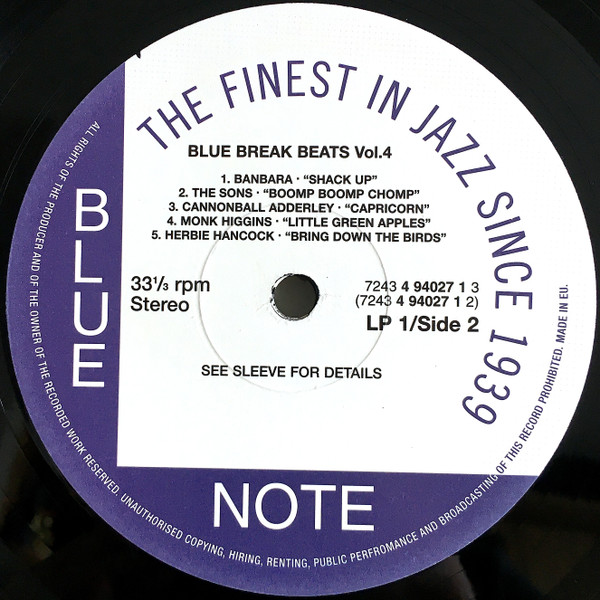 THE FINEST IN JAZZ SINCE 1939
BLUE BREAK BEATS Vol.4
1. BANBARA · “SHACK UP”
2. THE SONS · “BOOMP BOOMP CHOMP”
3. CANNONBALL ADDERLEY · “CAPRICORN”
4. MONK HIGGINS · “LITTLE GREEN APPLES”
5. HERBIE HANCOCK · “BRING DOWN THE BIRDS”
33⅓ rpm
Stereo
7243 4 94027 1 3
(7243 4 94027 1 2)
LP 1/Side 2
SEE SLEEVE FOR DETAILS
BLUE
NOTE
ALL RIGHTS OF THE PRODUCER AND OF THE OWNER OF THE RECORDED WORK RESERVED. UNAUTHORISED COPYING, HIRING, RENTING, PUBLIC PERFROMANCE AND BROADCASTING OF THIS RECORD PROHIBITED. MADE IN EU.